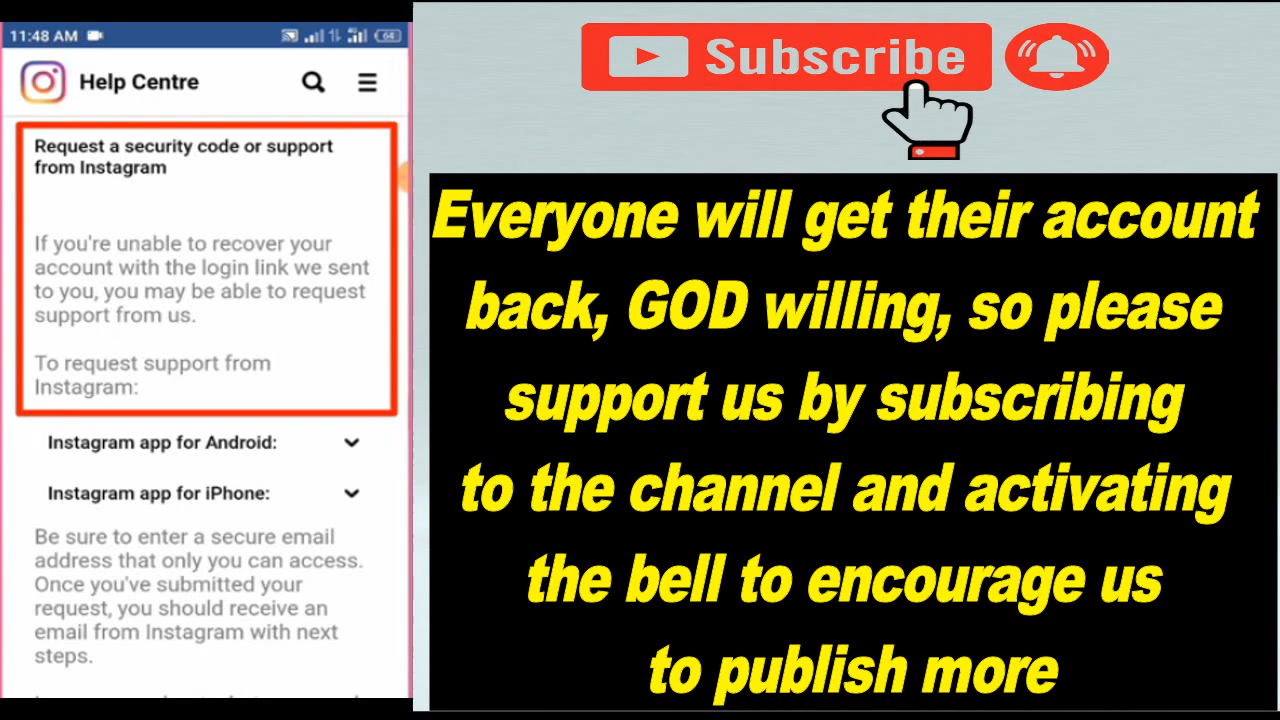 11:48 AM
64
Help Centre
Request a security code or support
from Instagram
If you're unable to recover your
account with the login link we sent
to you, you may be able to request
support from us.
To request support from
Instagram:
Instagram app for Android:
Instagram app for iPhone:
Be sure to enter a secure email
address that only you can access.
Once you've submitted your
request, you should receive an
email from Instagram with next
steps.
Subscribe
Everyone will get their account
back, GOD willing, so please
support us by subscribing
to the channel and activating
the bell to encourage us
to publish more